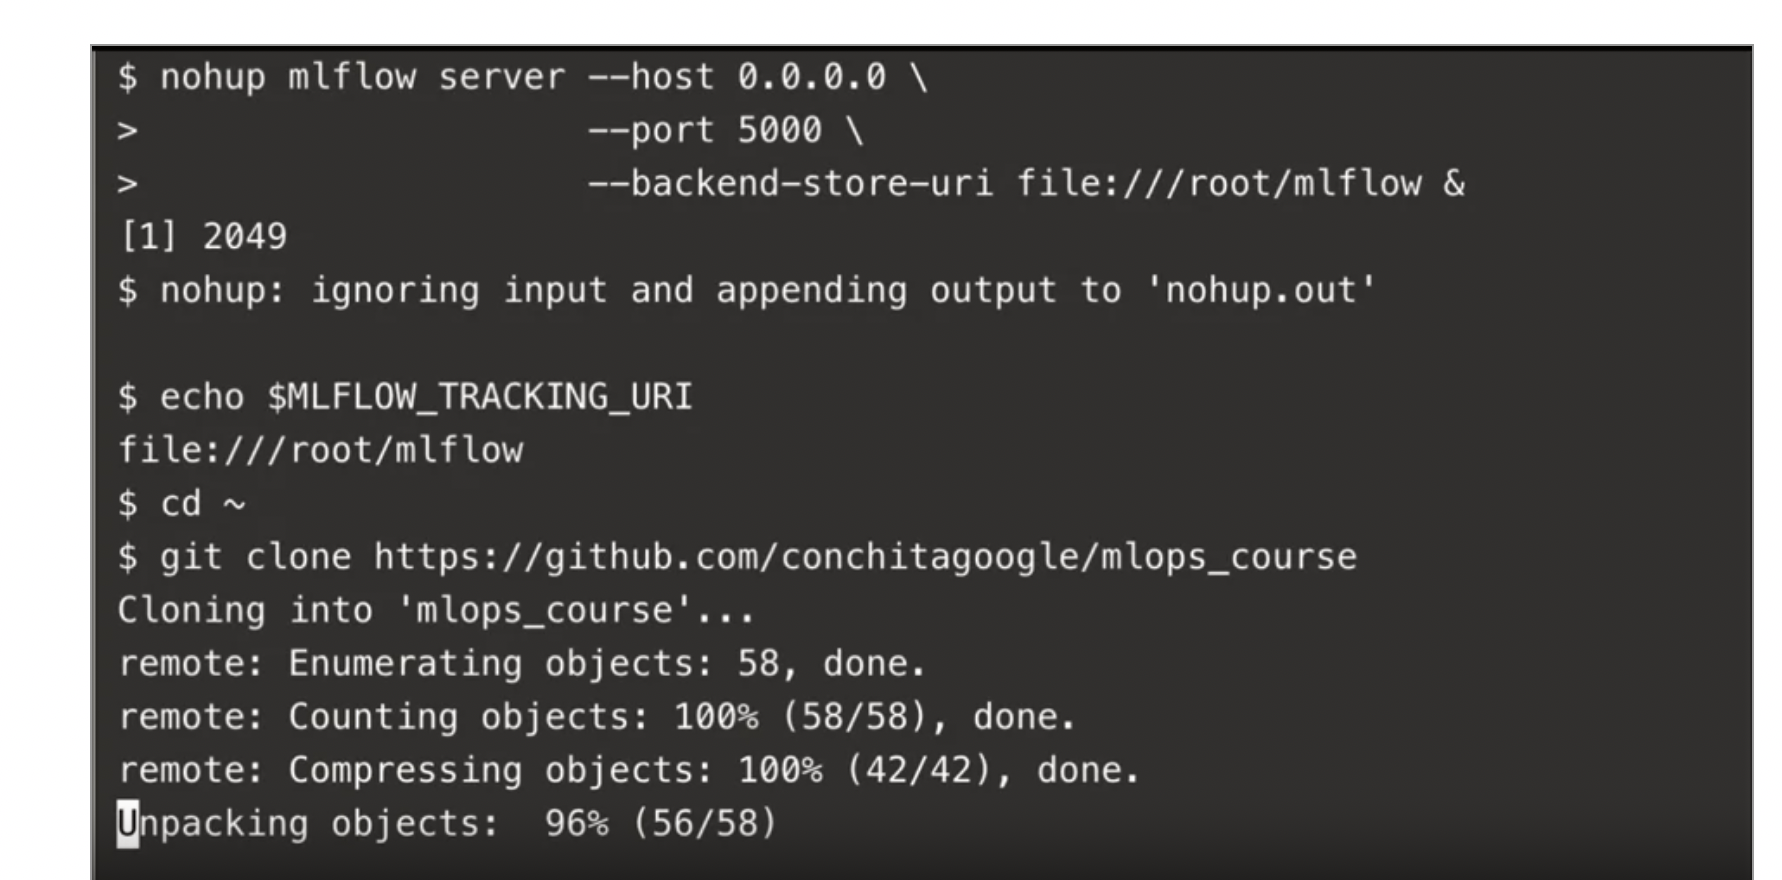 $ nohup mlflow server --host 0.0.0.0 \
>                     --port 5000 \
>                     --backend-store-uri file:///root/mlflow &
[1] 2049
$ nohup: ignoring input and appending output to 'nohup.out'

$ echo $MLFLOW_TRACKING_URI
file:///root/mlflow
$ cd ~
$ git clone https://github.com/conchitagoogle/mlops_course
Cloning into 'mlops_course'...
remote: Enumerating objects: 58, done.
remote: Counting objects: 100% (58/58), done.
remote: Compressing objects: 100% (42/42), done.
Unpacking objects:  96% (56/58)